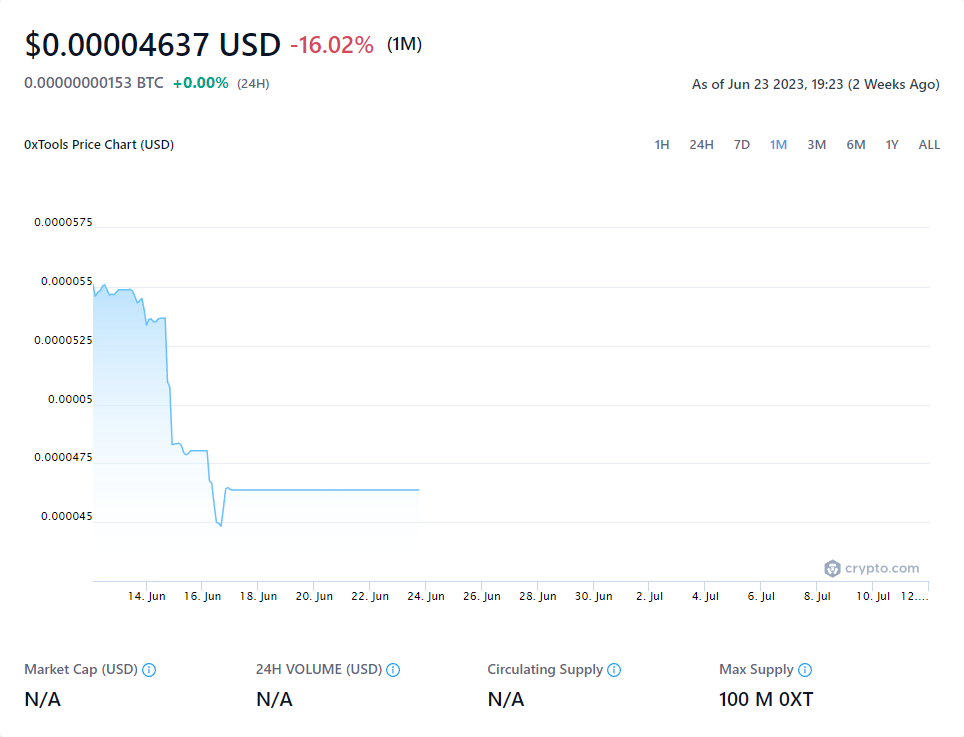 $0.00004637 USD -16.02% (1M)
0.00000000153 BTC +0.00% (24H)
As of Jun 23 2023, 19:23 (2 Weeks Ago)
0xTools Price Chart (USD)
1H 24H 7D 1M 3M 6M 1Y ALL
0.0000575
0.000055
0.0000525
0.00005
0.0000475
0.000045
crypto.com
14. Jun 16. Jun 18. Jun 20. Jun 22. Jun 24. Jun 26. Jun 28. Jun 30. Jun 2. Jul 4. Jul 6. Jul 8. Jul 10. Jul 12....
Market Cap (USD) 24H VOLUME (USD) Circulating Supply Max Supply
N/A N/A N/A 100 M 0XT